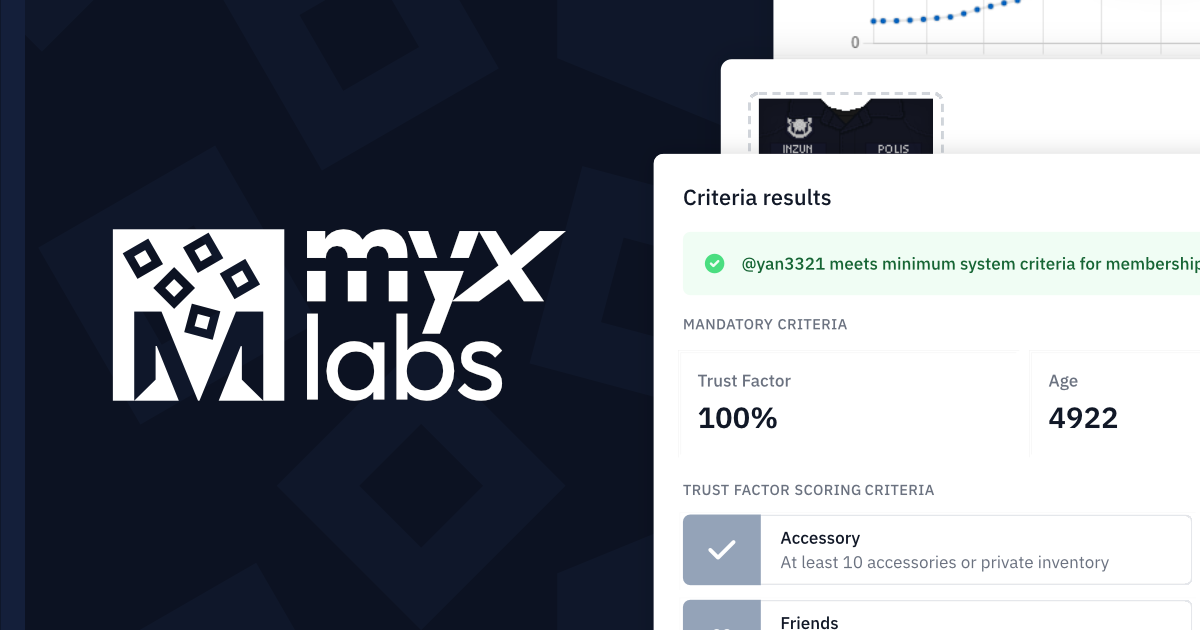 myx
labs
0
INZUN POLIS
Criteria results
@yan3321 meets minimum system criteria for membership
MANDATORY CRITERIA
Trust Factor
100%
Age
4922
TRUST FACTOR SCORING CRITERIA
Accessory
At least 10 accessories or private inventory
Friends